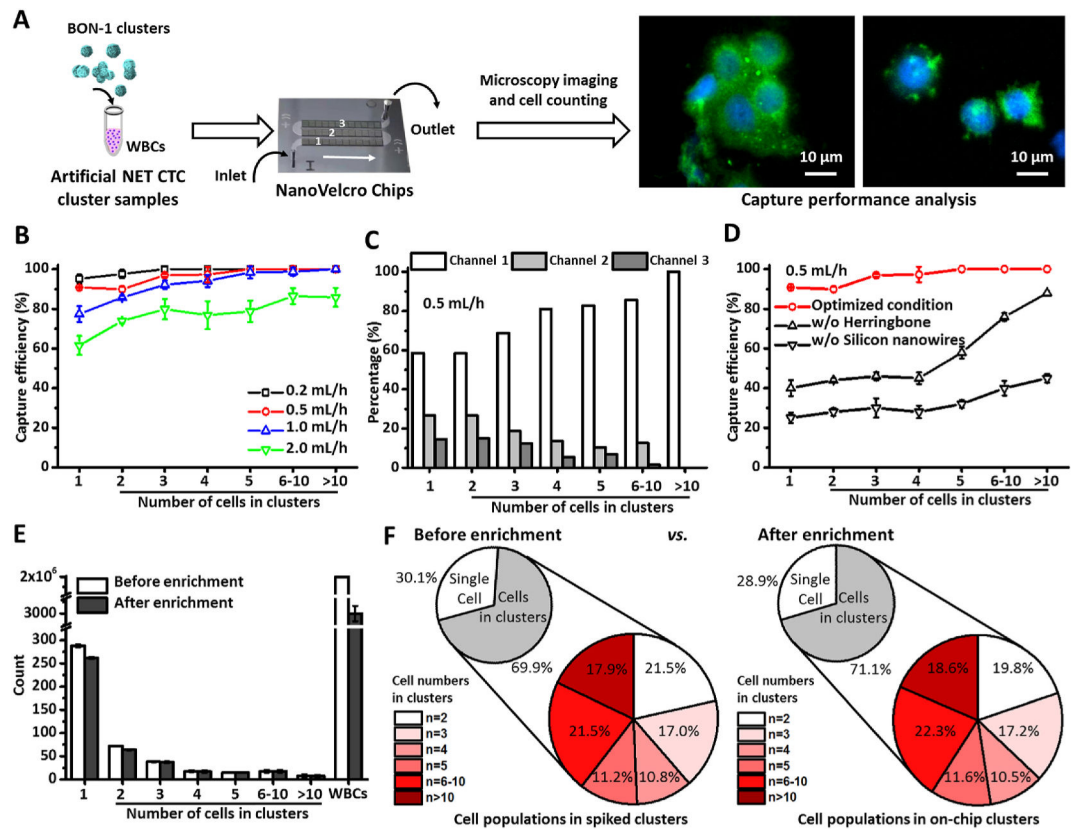 A
BON-1 clusters
WBCs
Artificial NET CTC
cluster samples
Inlet
1
2
3
Outlet
NanoVelcro Chips
Microscopy imaging
and cell counting
10 μm
10 μm
Capture performance analysis
B
Capture efficiency (%)
100
80
60
40
20
0
0.2 mL/h
0.5 mL/h
1.0 mL/h
2.0 mL/h
1 2 3 4 5 6-10 >10
Number of cells in clusters
C
Channel 1 Channel 2 Channel 3
0.5 mL/h
Percentage (%)
100
80
60
40
20
0
1 2 3 4 5 6-10 >10
Number of cells in clusters
D
0.5 mL/h
Optimized condition
w/o Herringbone
w/o Silicon nanowires
Capture efficiency (%)
100
80
60
40
20
0
1 2 3 4 5 6-10 >10
Number of cells in clusters
E
Before enrichment
After enrichment
Count
2x10⁶
3000
300
250
200
150
100
50
0
1 2 3 4 5 6-10 >10 WBCs
Number of cells in clusters
F
Before enrichment vs. After enrichment
30.1%
Single
Cell
Cells
in clusters
69.9%
Cell numbers
in clusters
n=2
n=3
n=4
n=5
n=6-10
n>10
17.9%
21.5%
17.0%
10.8%
11.2%
21.5%
Cell populations in spiked clusters
28.9%
Single
Cell
Cells
in clusters
71.1%
Cell numbers
in clusters
n=2
n=3
n=4
n=5
n=6-10
n>10
18.6%
19.8%
17.2%
10.5%
11.6%
22.3%
Cell populations in on-chip clusters